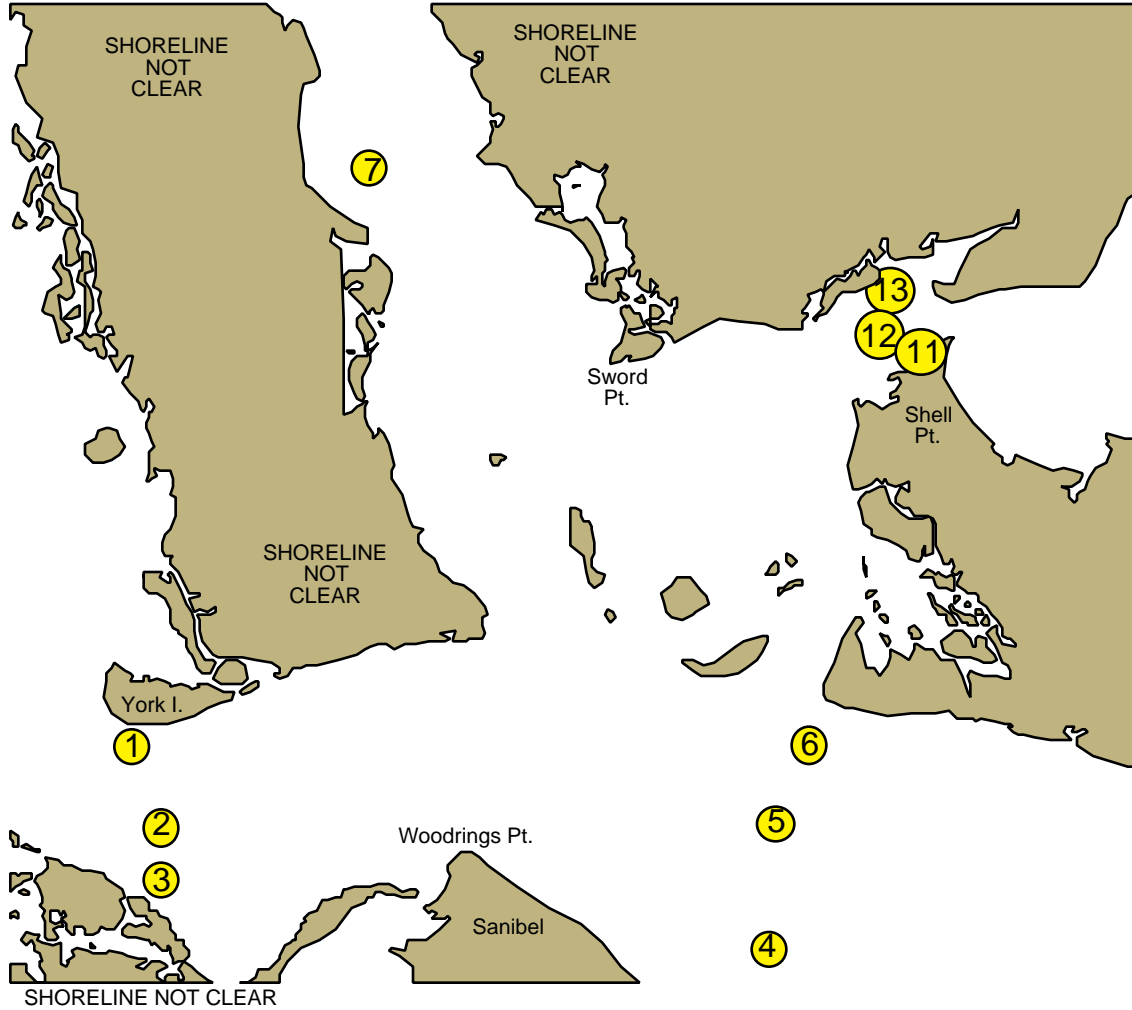 SHORELINE
NOT
CLEAR
SHORELINE
NOT
CLEAR
7
13
12
11
Sword
Pt.
Shell
Pt.
SHORELINE
NOT
CLEAR
York I.
1
6
2
5
Woodrings Pt.
3
Sanibel
4
SHORELINE NOT CLEAR